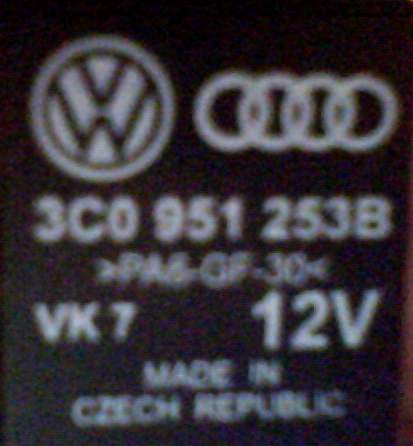 3C0 951 253B
>PA6-GF-30<
VK 7 12V
MADE IN
CZECH REPUBLIC